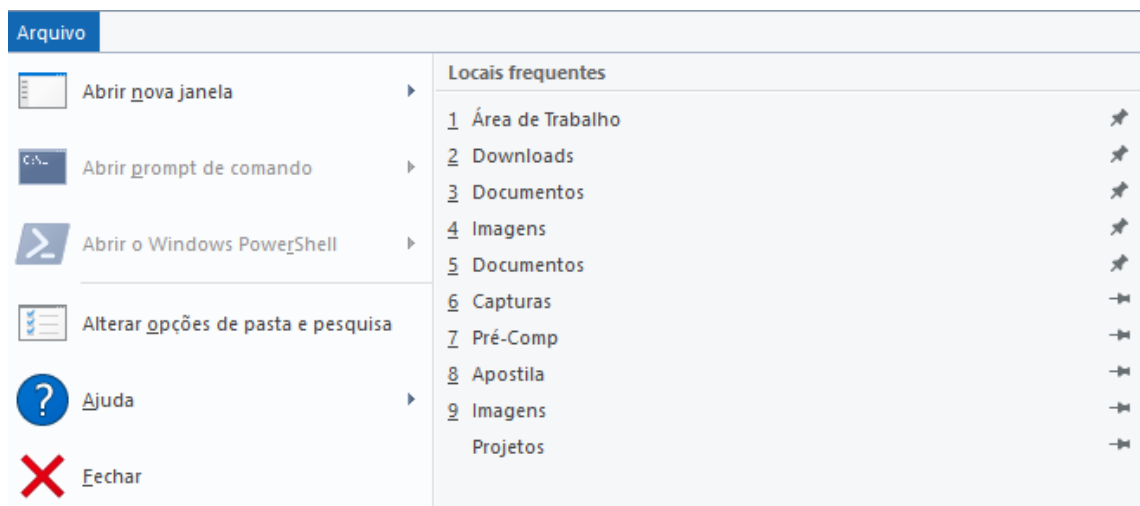 Arquivo
Abrir nova janela
C:\_
Abrir prompt de comando
Abrir o Windows PowerShell
Alterar opções de pasta e pesquisa
Ajuda
Fechar
Locais frequentes
1 Área de Trabalho
2 Downloads
3 Documentos
4 Imagens
5 Documentos
6 Capturas
7 Pré-Comp
8 Apostila
9 Imagens
Projetos